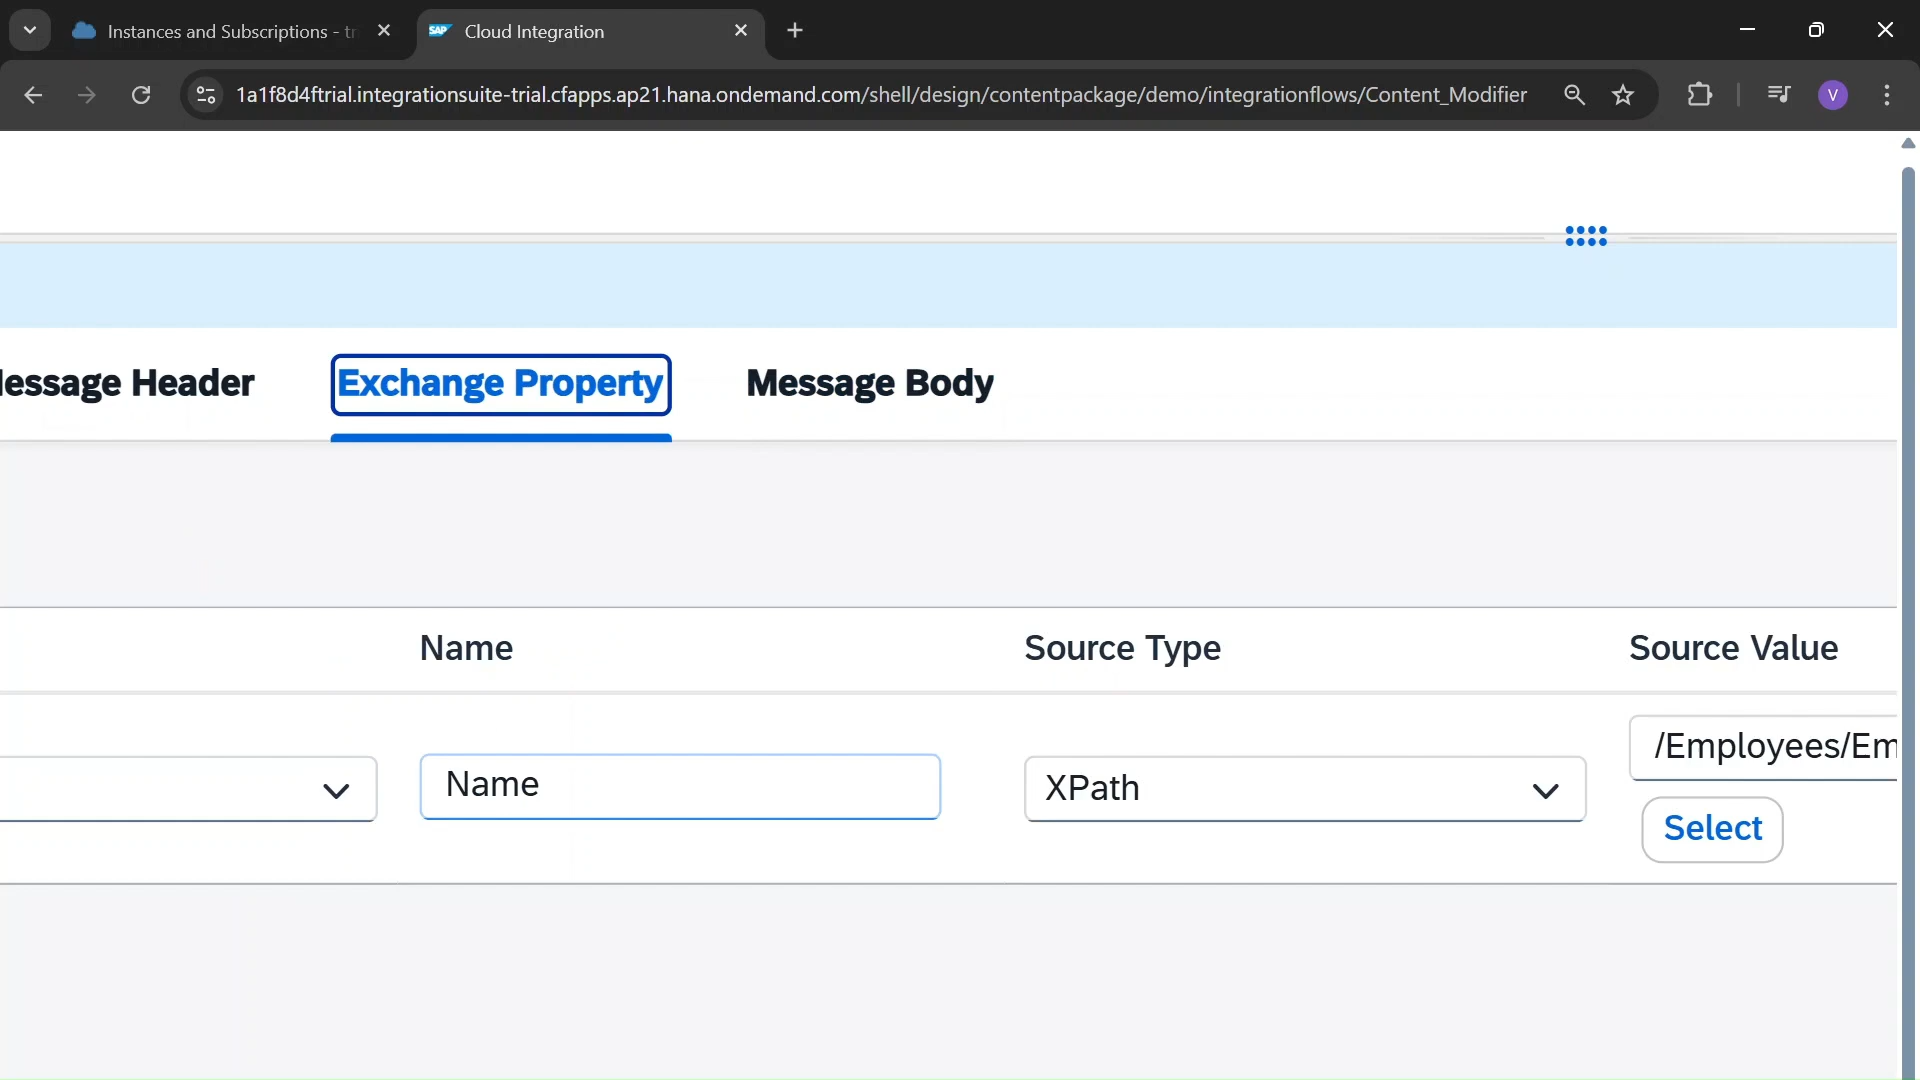 Instances and Subscriptions - tr
SAP Cloud Integration
1a1f8d4ftrial.integrationsuite-trial.cfapps.ap21.hana.ondemand.com/shell/design/contentpackage/demo/integrationflows/Content_Modifier
V
essage Header Exchange Property Message Body
Name Source Type Source Value
Name XPath /Employees/Em
Select